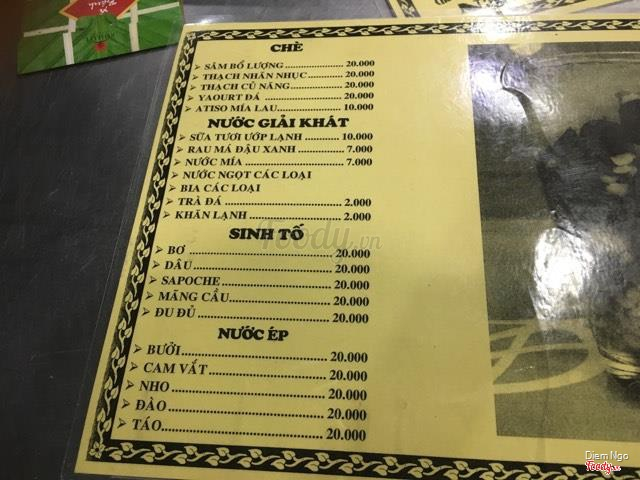 CHÈ
➢ SÂM BỔ LƯỢNG .................... 20.000
➢ THẠCH NHÂN NHỤC ............ 20.000
➢ THẠCH CỦ NĂNG ................ 20.000
➢ YAOURT ĐÁ ....................... 20.000
➢ ATISO MÍA LAU .................. 10.000
NƯỚC GIẢI KHÁT
➢ SỮA TƯƠI ƯỚP LẠNH ........... 10.000
➢ RAU MÁ ĐẬU XANH ............. 7.000
➢ NƯỚC MÍA ......................... 7.000
➢ NƯỚC NGỌT CÁC LOẠI
➢ BIA CÁC LOẠI
➢ TRÀ ĐÁ ............................. 2.000
➢ KHĂN LẠNH ....................... 2.000
SINH TỐ
➢ BƠ .................................... 20.000
➢ DÂU ................................... 20.000
➢ SAPOCHE ........................... 20.000
➢ MÃNG CẦU ......................... 20.000
➢ ĐU ĐỦ ................................ 20.000
NƯỚC ÉP
➢ BƯỞI .................................. 20.000
➢ CAM VẮT ............................ 20.000
➢ NHO ................................... 20.000
➢ ĐÀO ................................... 20.000
➢ TÁO .................................... 20.000
Foody.vn
Diem Ngo
Foody.vn